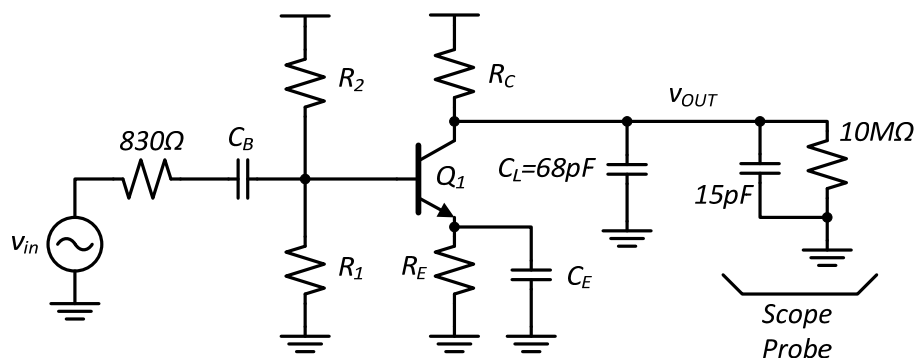 R2
RC
vOUT
830Ω
CB
10MΩ
Q1
CL=68pF
15pF
vin
R1
RE
CE
Scope
Probe